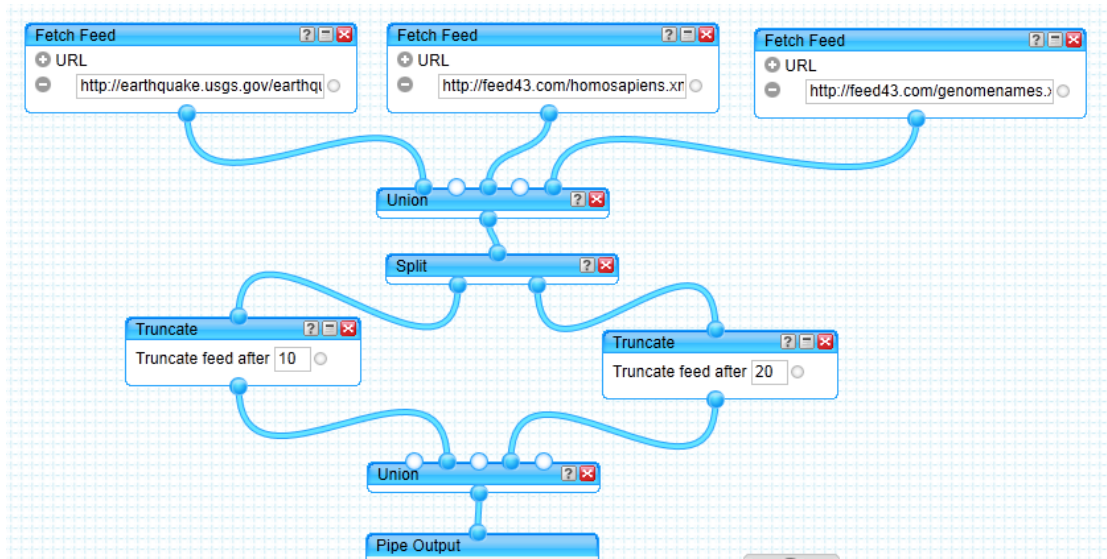 Fetch Feed
URL
http://earthquake.usgs.gov/earthqu
Fetch Feed
URL
http://feed43.com/homosapiens.xm
Fetch Feed
URL
http://feed43.com/genomenames.x
Union
Split
Truncate
Truncate feed after 10
Truncate
Truncate feed after 20
Union
Pipe Output